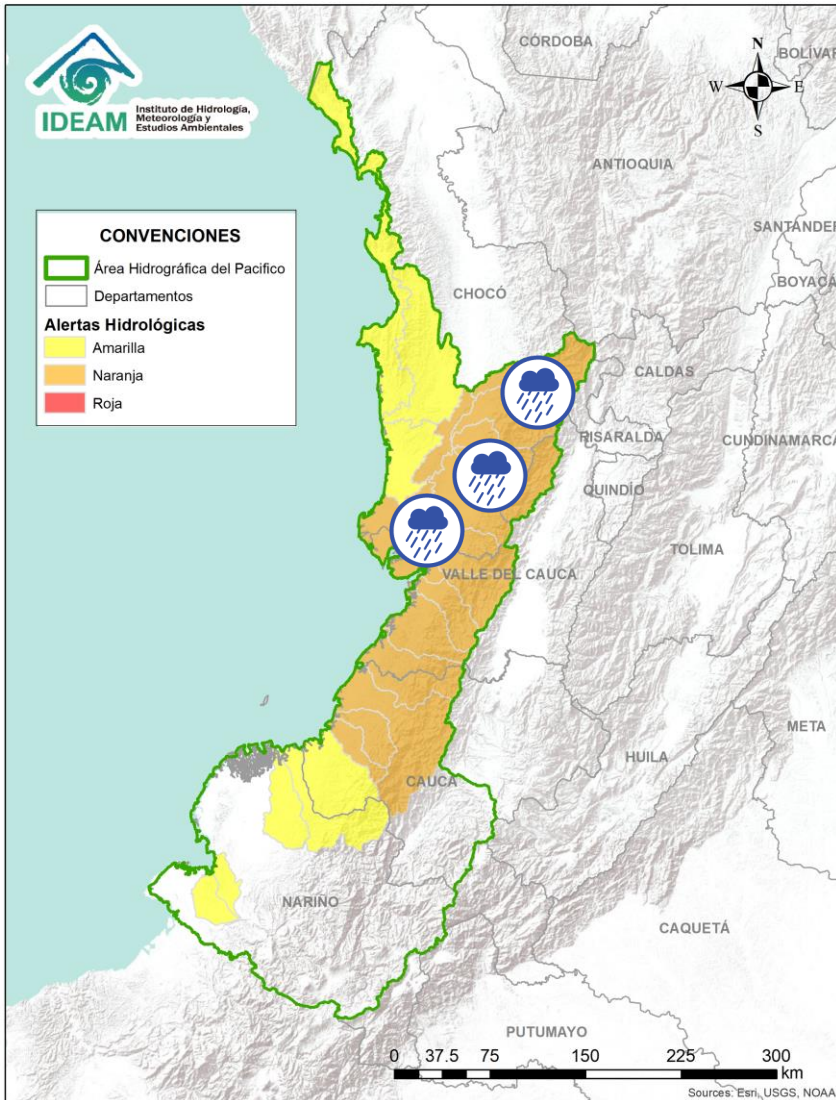 IDEAM
Instituto de Hidrología,
Meteorología y
Estudios Ambientales
CÓRDOBA
BOLÍVAR
N
W
E
S
ANTIOQUIA
SANTANDER
BOYACÁ
CONVENCIONES
Área Hidrográfica del Pacifico
Departamentos
Alertas Hidrológicas
Amarilla
Naranja
Roja
CHOCÓ
CALDAS
RISARALDA
CUNDINAMARCA
QUINDÍO
TOLIMA
VALLE DEL CAUCA
META
HUILA
CAUCA
NARIÑO
CAQUETÁ
PUTUMAYO
0 37.5 75 150 225 300
km
Sources: Esri, USGS, NOAA